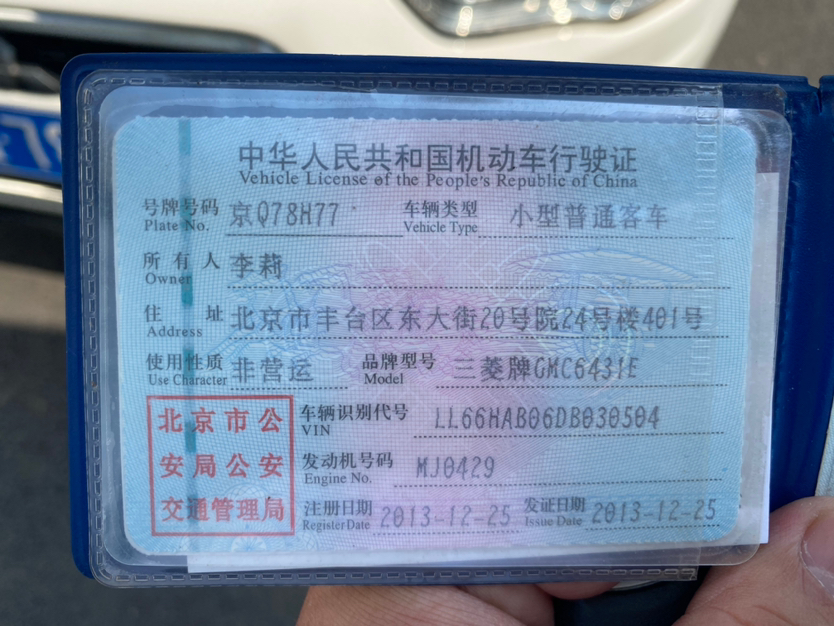 中华人民共和国机动车行驶证
Vehicle License of the People's Republic of China
号牌号码 京Q78H77 车辆类型 小型普通客车
Plate No. Vehicle Type
所有人 李莉
Owner
住址 北京市丰台区东大街20号院24号楼401号
Address
使用性质 非营运 品牌型号 三菱牌GMC6431E
Use Character Model
车辆识别代号 LL66HAB06DB030504
VIN
发动机号码 MJ0429
Engine No.
注册日期 2013-12-25 发证日期 2013-12-25
Register Date Issue Date
北京市公
安局公安
交通管理局